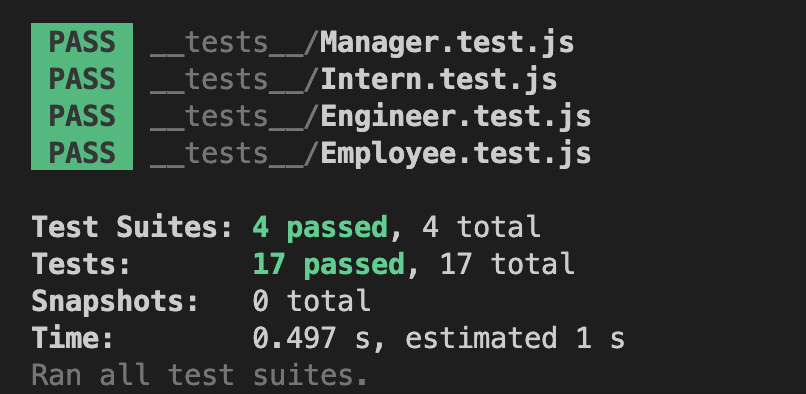 PASS __tests__/Manager.test.js
PASS __tests__/Intern.test.js
PASS __tests__/Engineer.test.js
PASS __tests__/Employee.test.js
Test Suites: 4 passed, 4 total
Tests: 17 passed, 17 total
Snapshots: 0 total
Time: 0.497 s, estimated 1 s
Ran all test suites.